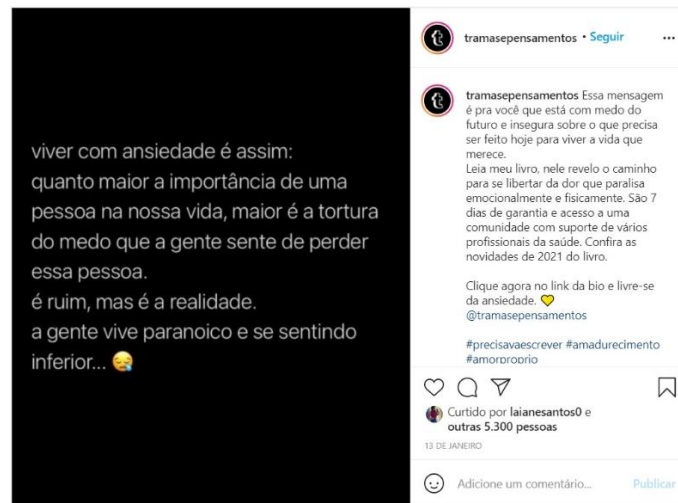 viver com ansiedade é assim:
quanto maior a importância de uma
pessoa na nossa vida, maior é a tortura
do medo que a gente sente de perder
essa pessoa.
é ruim, mas é a realidade.
a gente vive paranoico e se sentindo
inferior... 😪
tramasepensamentos • Seguir ...
tramasepensamentos Essa mensagem
é pra você que está com medo do
futuro e insegura sobre o que precisa
ser feito hoje para viver a vida que
merece.
Leia meu livro, nele revelo o caminho
para se libertar da dor que paralisa
emocionalmente e fisicamente. São 7
dias de garantia e acesso a uma
comunidade com suporte de vários
profissionais da saúde. Confira as
novidades de 2021 do livro.
Clique agora no link da bio e livre-se
da ansiedade. 💛
@tramasepensamentos
#precisavaescrever #amadurecimento
#amorproprio
Curtido por laianesantos0 e
outras 5.300 pessoas
13 DE JANEIRO
Adicione um comentário... Publicar